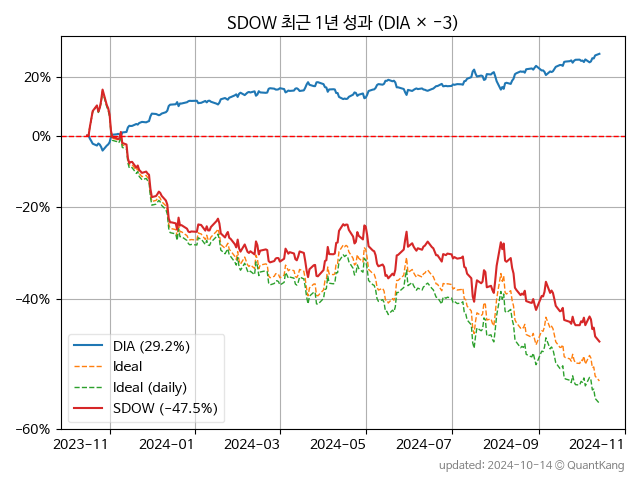 SDOW 최근 1년 성과 (DIA × −3)
20%
0%
−20%
−40%
−60%
DIA (29.2%)
Ideal
Ideal (daily)
SDOW (−47.5%)
2023−11 2024−01 2024−03 2024−05 2024−07 2024−09 2024−11
updated: 2024-10-14 © QuantKang